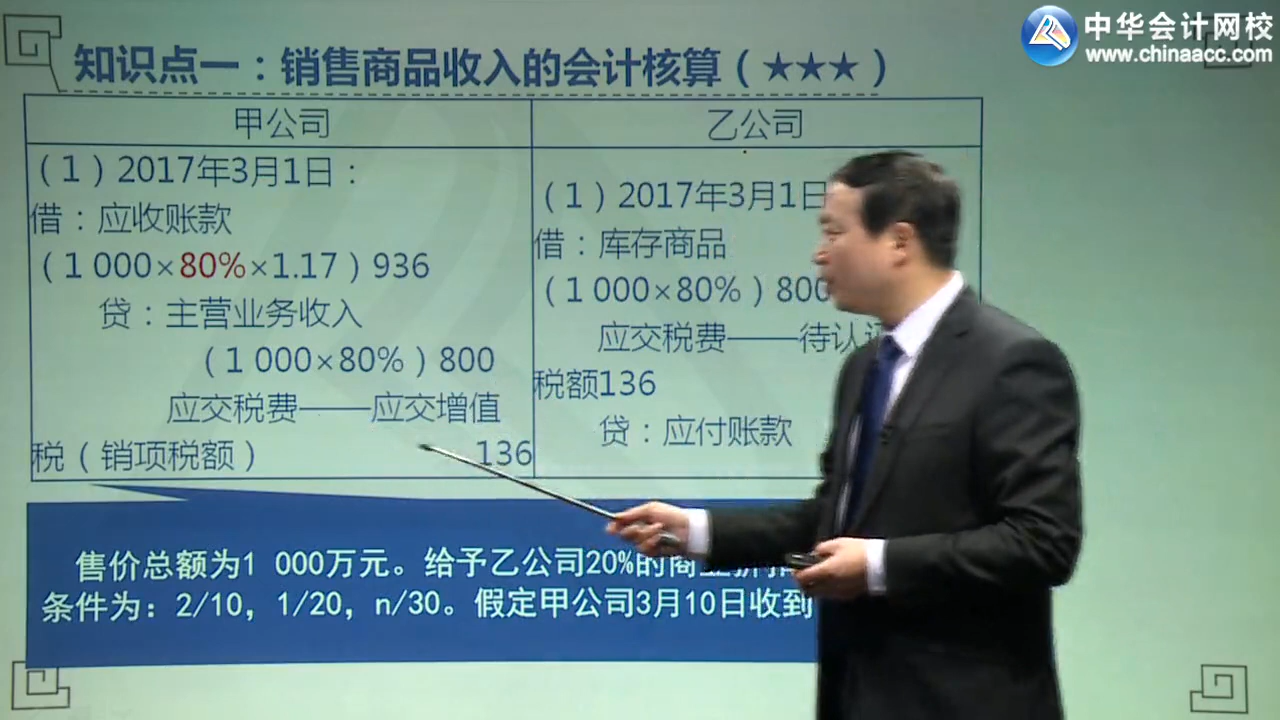 中华会计网校
www.chinaacc.com
知识点一：销售商品收入的会计核算（★★★）
甲公司
（1）2017年3月1日：
借：应收账款
（1 000×80%×1.17）936
贷：主营业务收入
（1 000×80%）800
应交税费——应交增值
税（销项税额） 136
乙公司
（1）2017年3月1日
借：库存商品
（1 000×80%）800
应交税费——待认
税额136
贷：应付账款
售价总额为1 000万元。给予乙公司20%的
条件为：2/10，1/20，n/30。假定甲公司3月10日收到